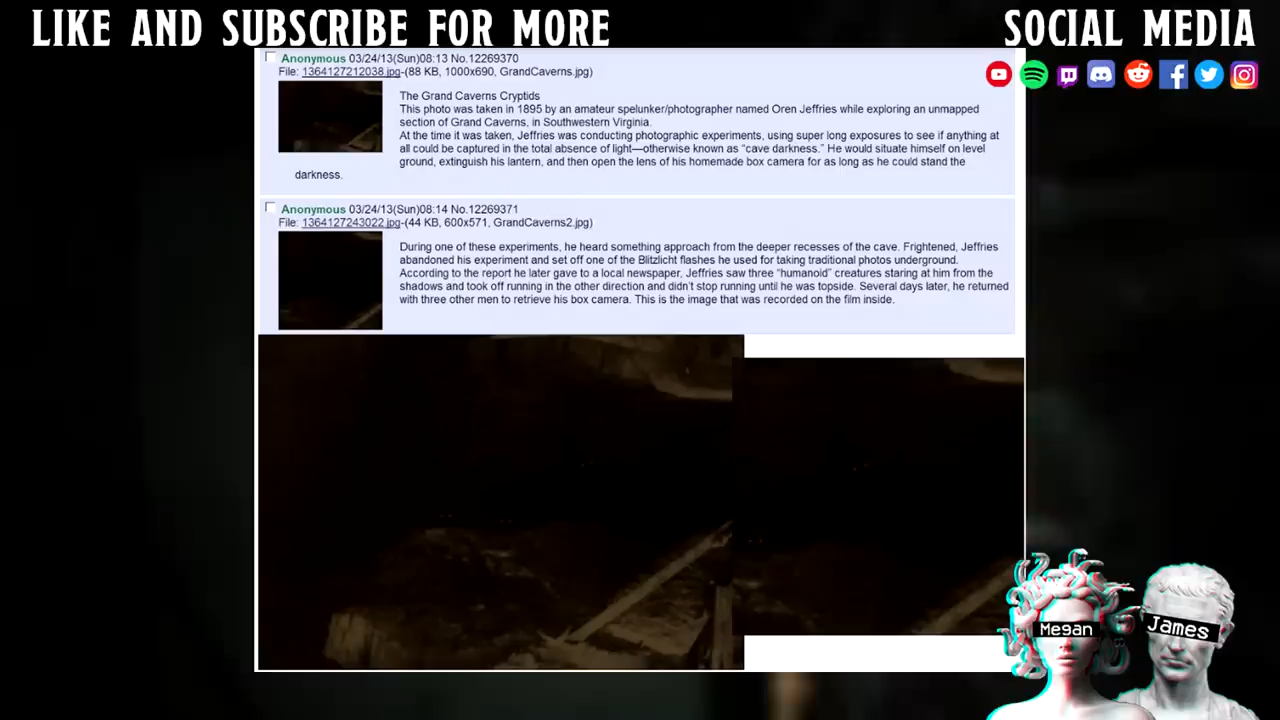 LIKE AND SUBSCRIBE FOR MORE
SOCIAL MEDIA
Anonymous 03/24/13(Sun)08:13 No.12269370
File: 1364127212038.jpg-(88 KB, 1000x690, GrandCaverns.jpg)
The Grand Caverns Cryptids
This photo was taken in 1895 by an amateur spelunker/photographer named Oren Jeffries while exploring an unmapped
section of Grand Caverns, in Southwestern Virginia.
At the time it was taken, Jeffries was conducting photographic experiments, using super long exposures to see if anything at
all could be captured in the total absence of light—otherwise known as “cave darkness.” He would situate himself on level
ground, extinguish his lantern, and then open the lens of his homemade box camera for as long as he could stand the
darkness.
Anonymous 03/24/13(Sun)08:14 No.12269371
File: 1364127243022.jpg-(44 KB, 600x571, GrandCaverns2.jpg)
During one of these experiments, he heard something approach from the deeper recesses of the cave. Frightened, Jeffries
abandoned his experiment and set off one of the Blitzlicht flashes he used for taking traditional photos underground.
According to the report he later gave to a local newspaper, Jeffries saw three “humanoid” creatures staring at him from the
shadows and took off running in the other direction and didn’t stop running until he was topside. Several days later, he returned
with three other men to retrieve his box camera. This is the image that was recorded on the film inside.
Megan
James